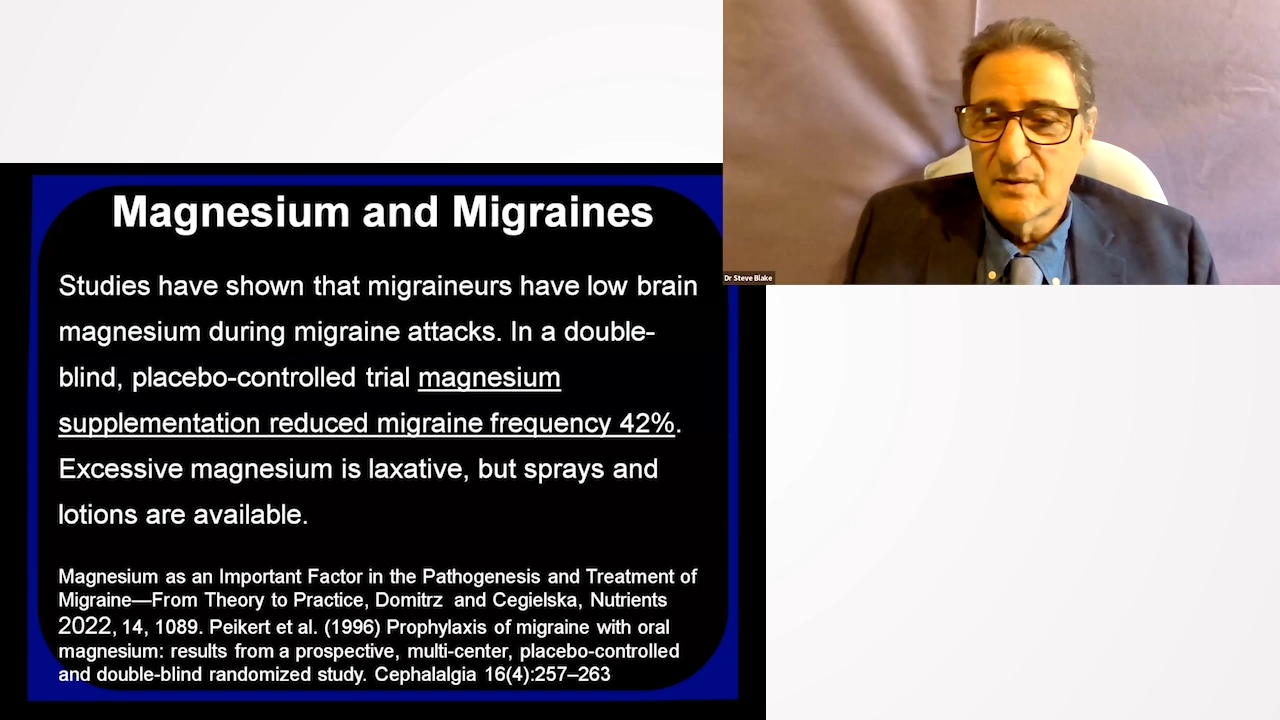 Magnesium and Migraines
Studies have shown that migraineurs have low brain
magnesium during migraine attacks. In a double-
blind, placebo-controlled trial magnesium
supplementation reduced migraine frequency 42%.
Excessive magnesium is laxative, but sprays and
lotions are available.
Magnesium as an Important Factor in the Pathogenesis and Treatment of
Migraine—From Theory to Practice, Domitrz and Cegielska, Nutrients
2022, 14, 1089. Peikert et al. (1996) Prophylaxis of migraine with oral
magnesium: results from a prospective, multi-center, placebo-controlled
and double-blind randomized study. Cephalalgia 16(4):257–263
Dr Steve Blake